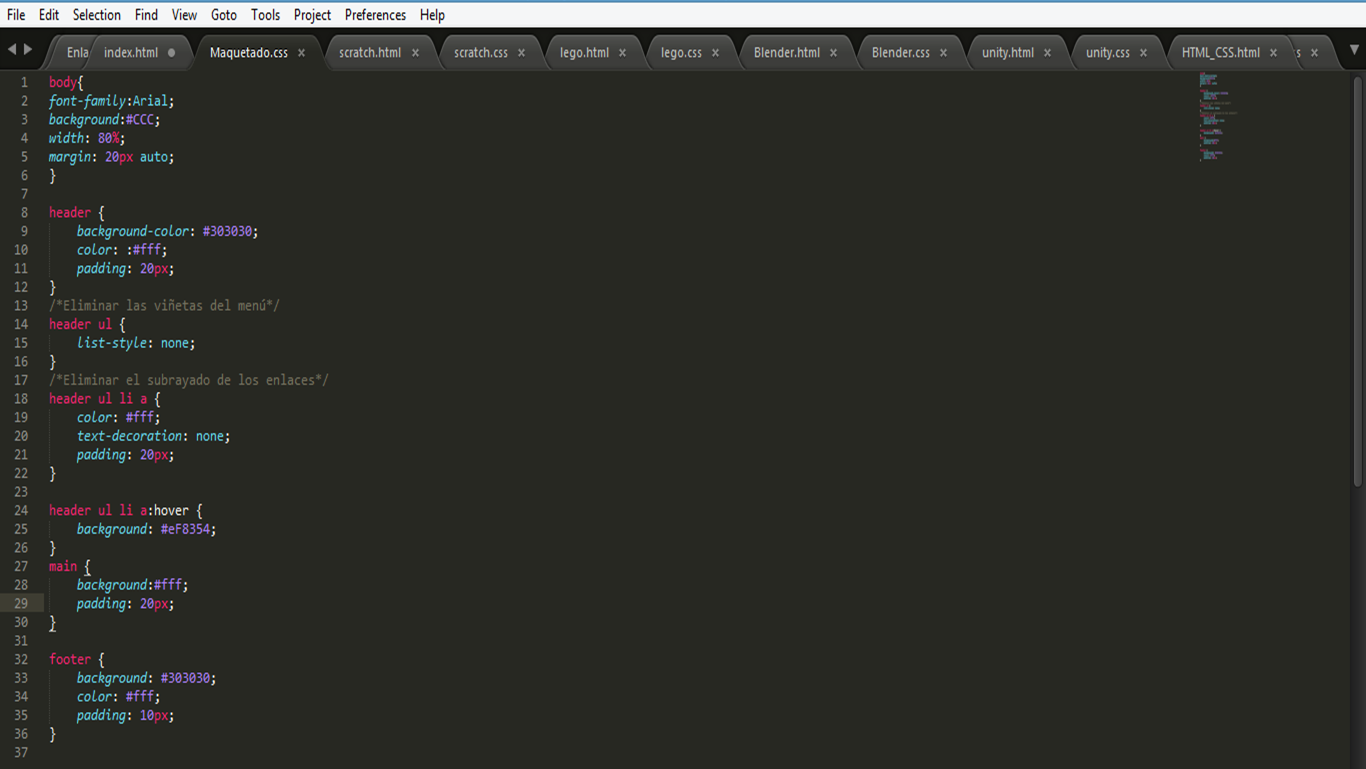 File Edit Selection Find View Goto Tools Project Preferences Help
Enla index.html Maquetado.css × scratch.html × scratch.css × lego.html × lego.css × Blender.html × Blender.css × unity.html × unity.css × HTML_CSS.html × s ×
1 body{
2 font-family:Arial;
3 background:#CCC;
4 width: 80%;
5 margin: 20px auto;
6 }
7
8 header {
9 background-color: #303030;
10 color: :#fff;
11 padding: 20px;
12 }
13 /*Eliminar las viñetas del menú*/
14 header ul {
15 list-style: none;
16 }
17 /*Eliminar el subrayado de los enlaces*/
18 header ul li a {
19 color: #fff;
20 text-decoration: none;
21 padding: 20px;
22 }
23
24 header ul li a:hover {
25 background: #eF8354;
26 }
27 main {
28 background:#fff;
29 padding: 20px;
30 }
31
32 footer {
33 background: #303030;
34 color: #fff;
35 padding: 10px;
36 }
37